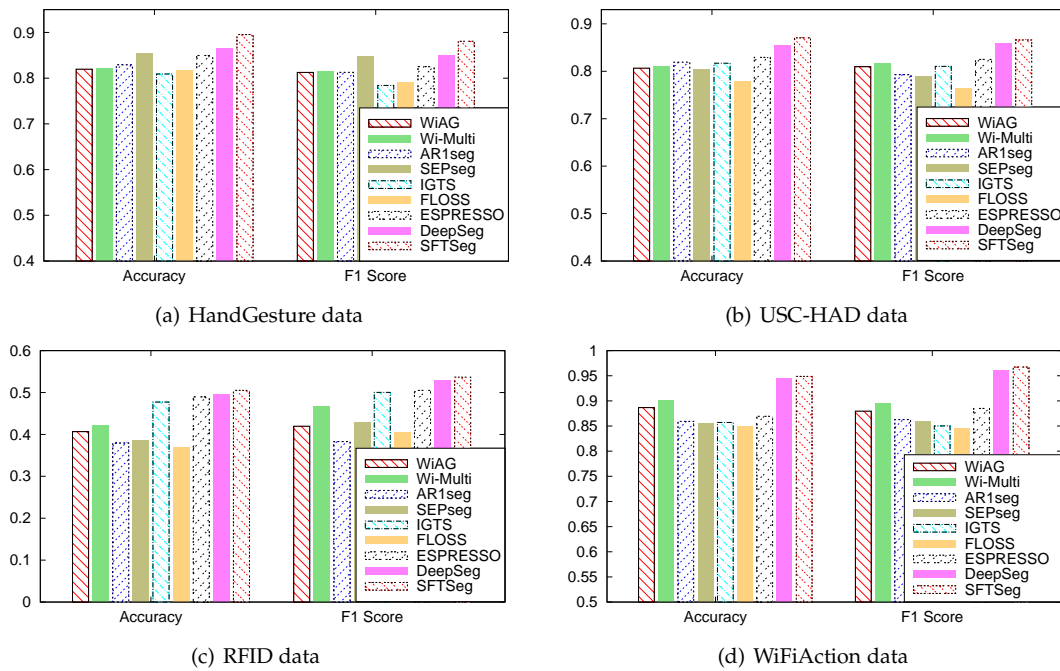 0.9
0.8
0.7
0.6
0.5
0.4
Accuracy
F1 Score
WiAG
Wi-Multi
AR1seg
SEPseg
IGTS
FLOSS
ESPRESSO
DeepSeg
SFTSeg
(a) HandGesture data
0.9
0.8
0.7
0.6
0.5
0.4
Accuracy
F1 Score
WiAG
Wi-Multi
AR1seg
SEPseg
IGTS
FLOSS
ESPRESSO
DeepSeg
SFTSeg
(b) USC-HAD data
0.6
0.5
0.4
0.3
0.2
0.1
0
Accuracy
F1 Score
WiAG
Wi-Multi
AR1seg
SEPseg
IGTS
FLOSS
ESPRESSO
DeepSeg
SFTSeg
(c) RFID data
1
0.95
0.9
0.85
0.8
0.75
0.7
0.65
0.6
0.55
0.5
Accuracy
F1 Score
WiAG
Wi-Multi
AR1seg
SEPseg
IGTS
FLOSS
ESPRESSO
DeepSeg
SFTSeg
(d) WiFiAction data